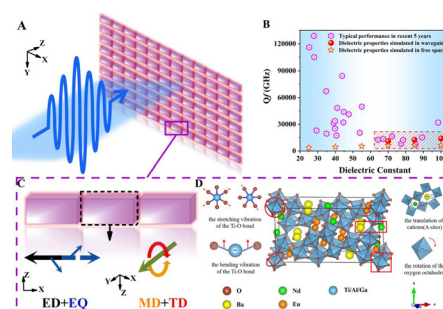 A
Z
X
Y
B
Typical performance in recent 5 years
Dielectric properties simulated in waveguide
Dielectric properties simulated in free space
Qf (GHz)
120000
90000
60000
30000
0
30 40 50 60 70 80 90 100
Dielectric Constant
C
Z
X
ED+EQ
Z
X
Y
MD+TD
D
the stretching vibration
of the Ti-O bond
the bending vibration
of the Ti-O bond
the translation of
cations(A sites)
the rotation of the
oxygen octahedra
O
Nd
Ti/Al/Ga
Ba
Eu